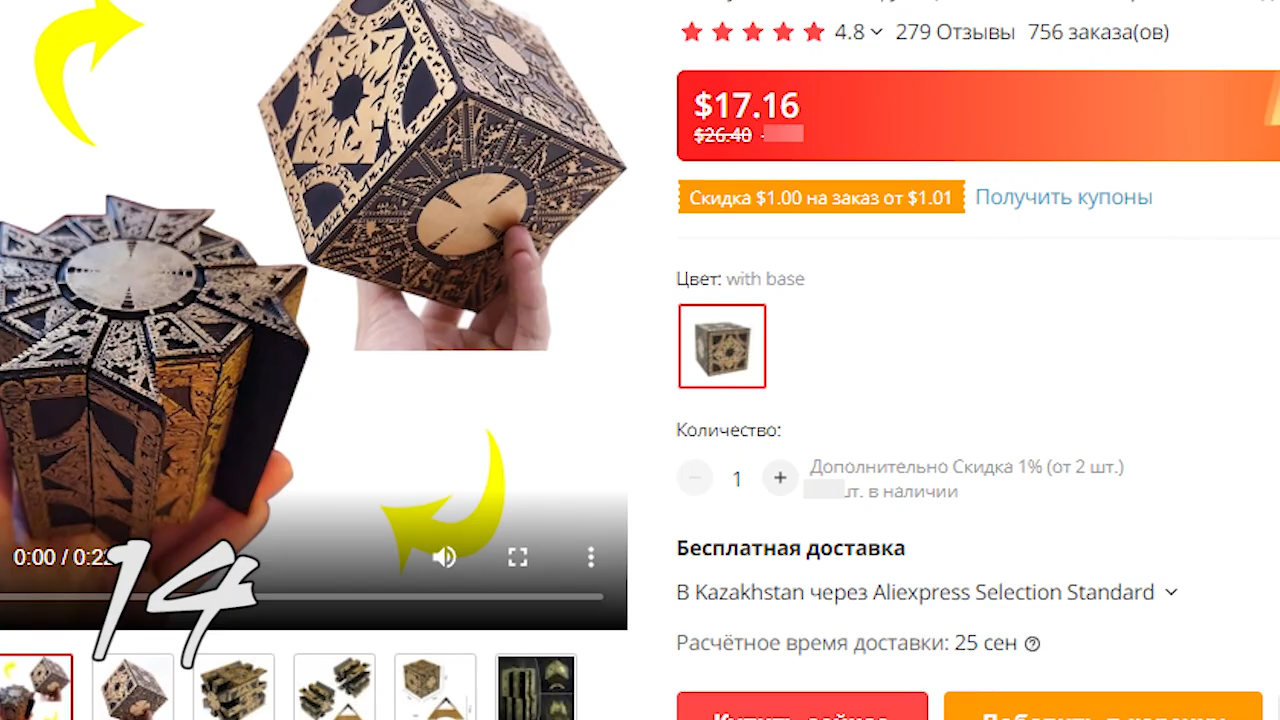 4.8 279 Отзывы 756 заказа(ов)
$17.16
$26.40 -
Скидка $1.00 на заказ от $1.01 Получить купоны
Цвет: with base
Количество:
1
Дополнительно Скидка 1% (от 2 шт.)
шт. в наличии
Бесплатная доставка
В Kazakhstan через Aliexpress Selection Standard
Расчётное время доставки: 25 сен
0:00 / 0:22
14